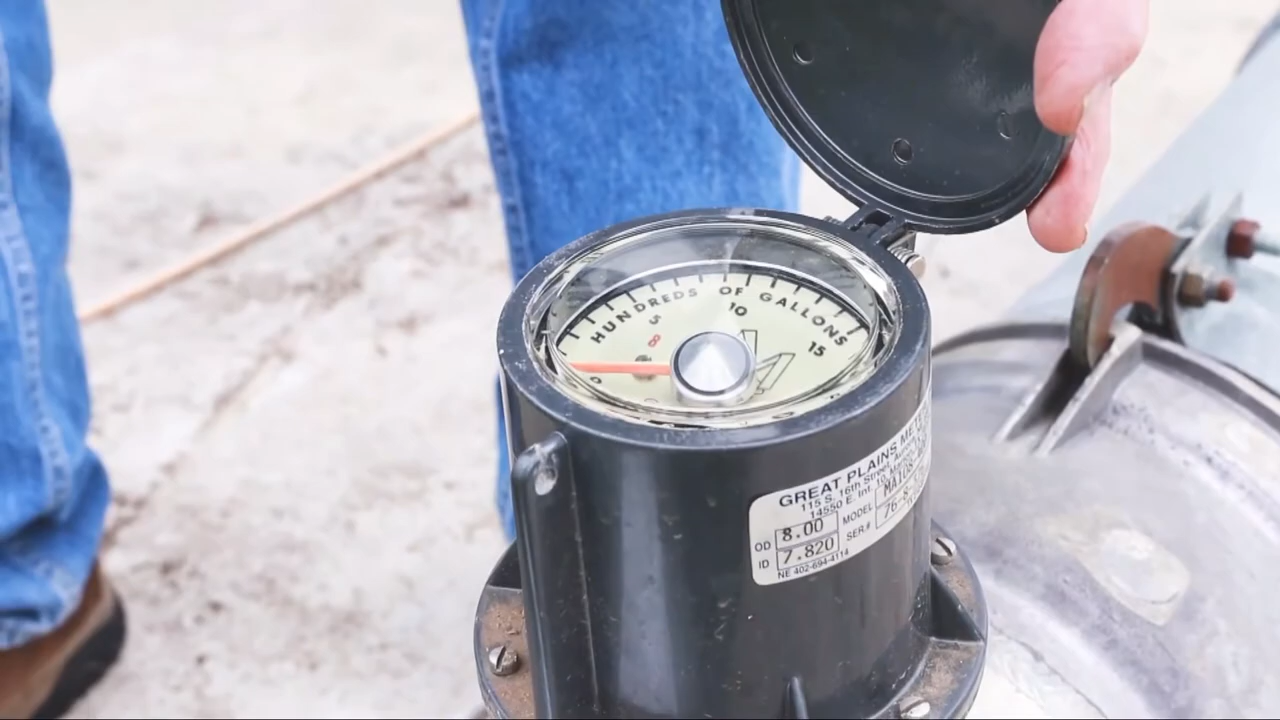 HUNDREDS OF GALLONS
0
5
10
15
8
GREAT PLAINS
115 S. 16th Street
14550 E.
OD 8.00 MODEL
ID 7.820 SER.#
NE 402-694-4114